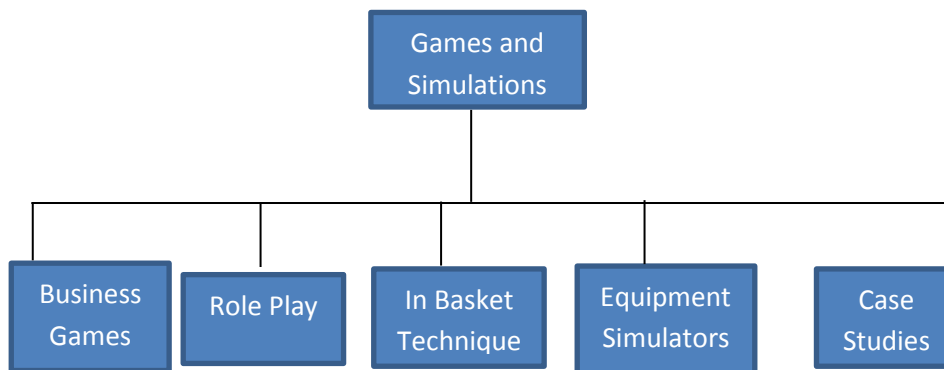 Games and
Simulations
Business
Games
Role Play
In Basket
Technique
Equipment
Simulators
Case
Studies